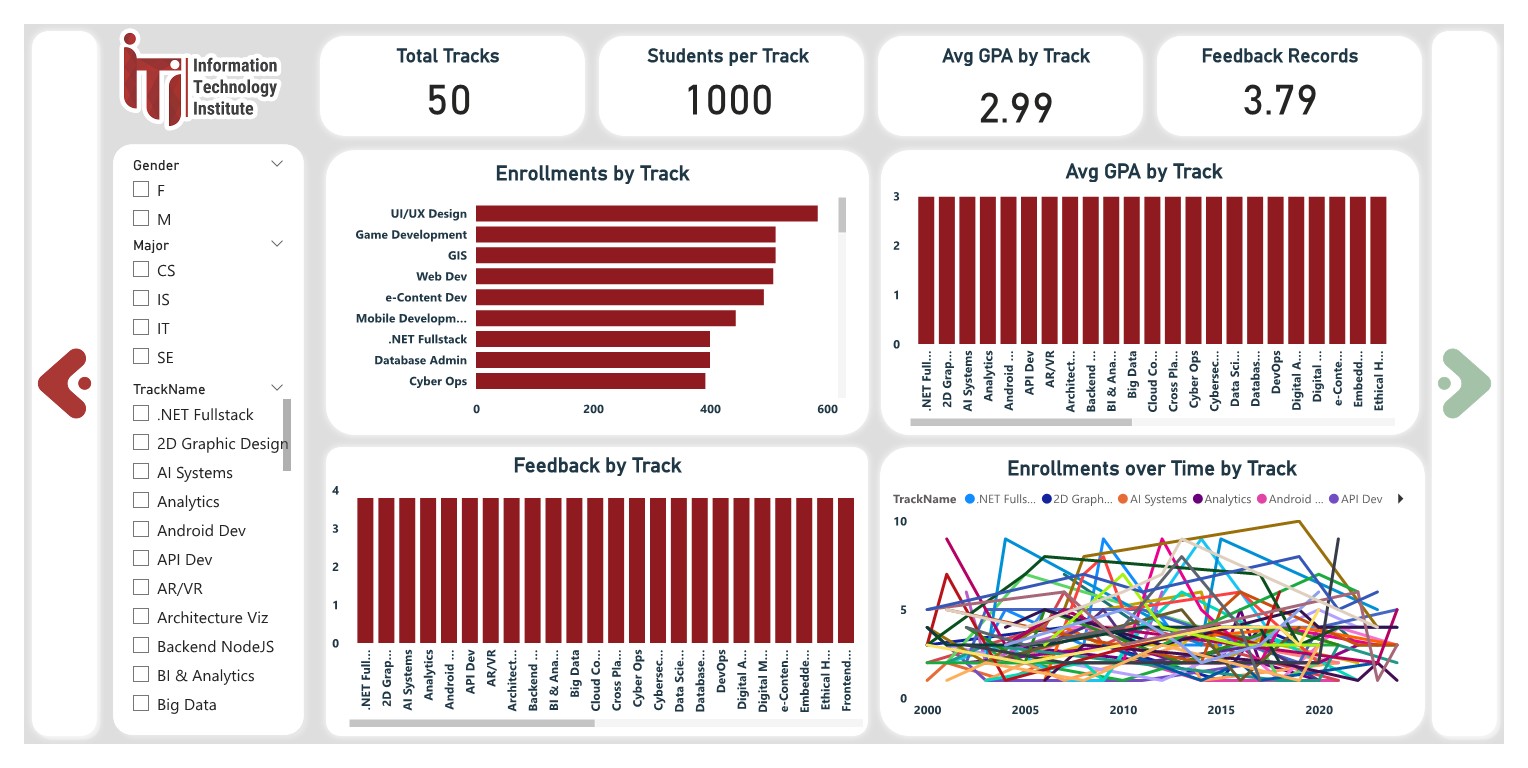 Information
Technology
Institute
Total Tracks
50
Students per Track
1000
Avg GPA by Track
2.99
Feedback Records
3.79
Gender
F
M
Major
CS
IS
IT
SE
TrackName
.NET Fullstack
2D Graphic Design
AI Systems
Analytics
Android Dev
API Dev
AR/VR
Architecture Viz
Backend NodeJS
BI & Analytics
Big Data
Enrollments by Track
UI/UX Design
Game Development
GIS
Web Dev
e-Content Dev
Mobile Developm...
.NET Fullstack
Database Admin
Cyber Ops
0 200 400 600
Avg GPA by Track
3
2
1
0
.NET Full...
2D Grap...
AI Systems
Analytics
Android ...
API Dev
AR/VR
Architect...
Backend ...
BI & Ana...
Big Data
Cloud Co...
Cross Pla...
Cyber Ops
Cybersec...
Data Sci...
Databas...
DevOps
Digital A...
Digital ...
e-Conte...
Embedd...
Ethical H...
Feedback by Track
4
3
2
1
0
.NET Full...
2D Grap...
AI Systems
Analytics
Android ...
API Dev
AR/VR
Architect...
Backend ...
BI & Ana...
Big Data
Cloud Co...
Cross Pla...
Cyber Ops
Cybersec...
Data Scie...
Database...
DevOps
Digital A...
Digital M...
e-Conten...
Embedde...
Ethical H...
Frontend...
Enrollments over Time by Track
TrackName .NET Fulls... 2D Graph... AI Systems Analytics Android ... API Dev
10
5
0
2000 2005 2010 2015 2020